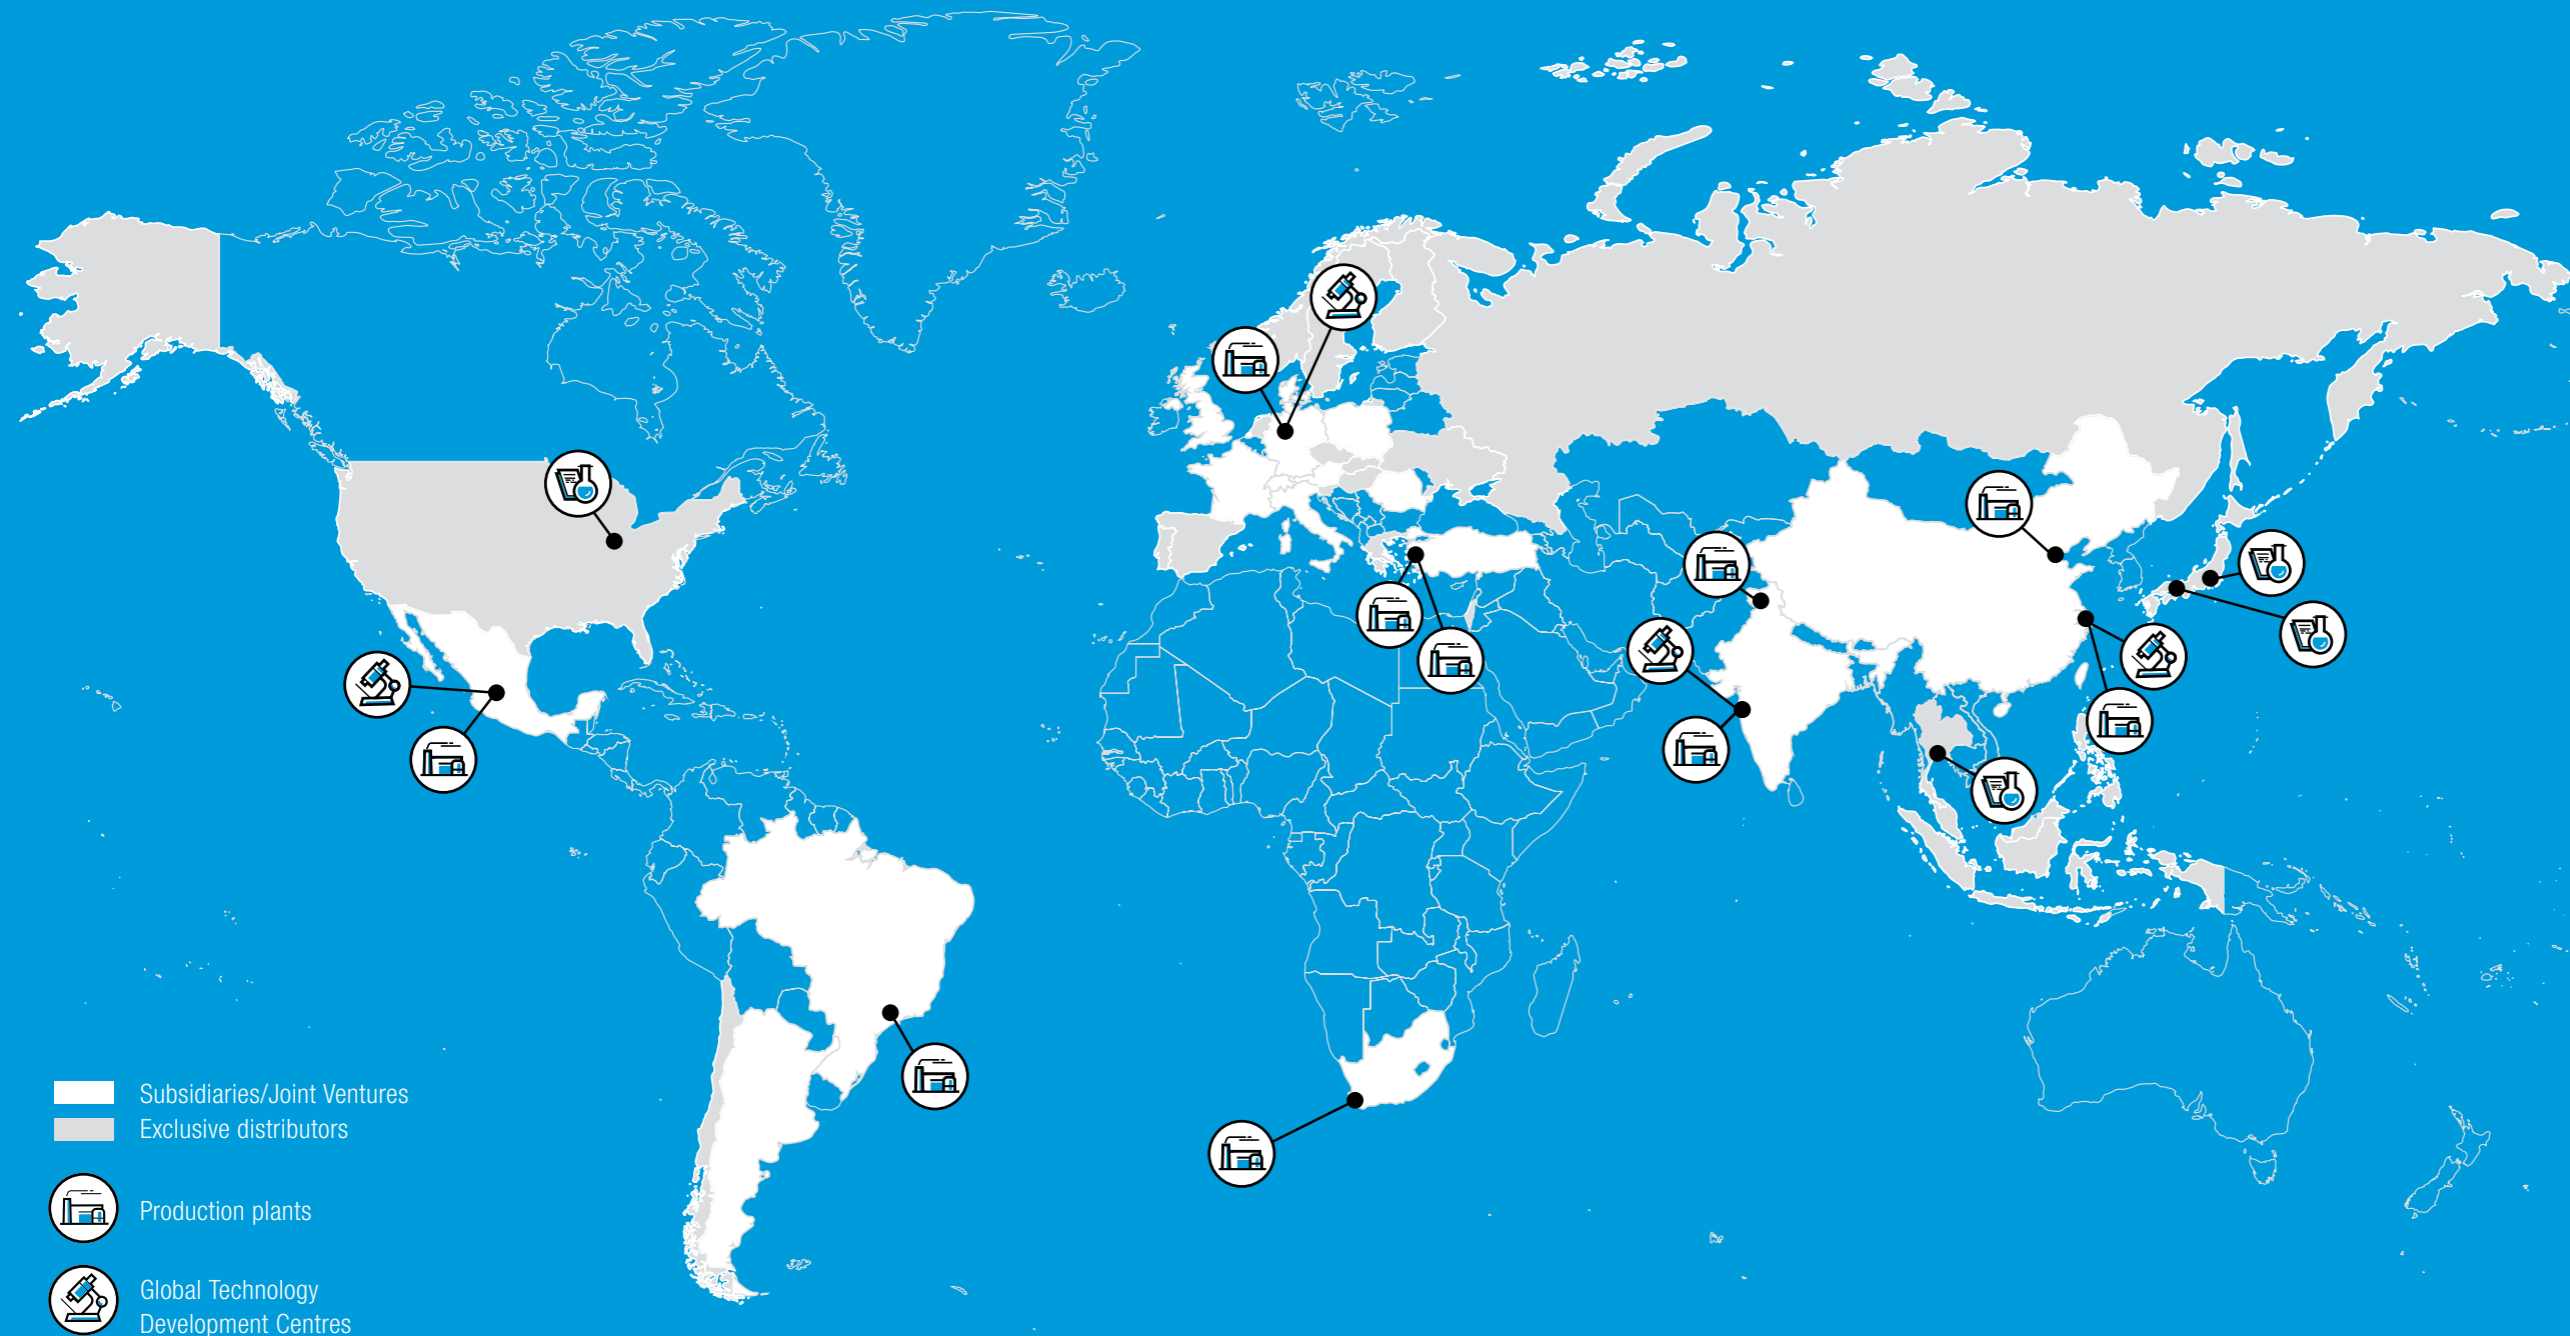 Subsidiaries/Joint Ventures
Exclusive distributors
Production plants
Global Technology
Development Centres